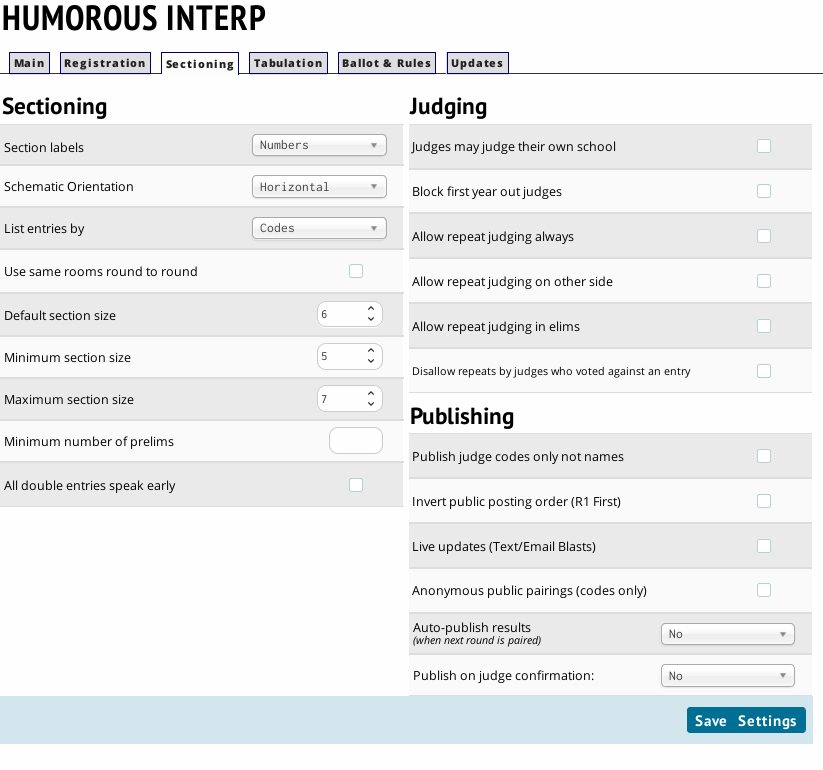 HUMOROUS INTERP
Main Registration Sectioning Tabulation Ballot & Rules Updates
Sectioning
Section labels Numbers
Schematic Orientation Horizontal
List entries by Codes
Use same rooms round to round
Default section size 6
Minimum section size 5
Maximum section size 7
Minimum number of prelims
All double entries speak early
Judging
Judges may judge their own school
Block first year out judges
Allow repeat judging always
Allow repeat judging on other side
Allow repeat judging in elims
Disallow repeats by judges who voted against an entry
Publishing
Publish judge codes only not names
Invert public posting order (R1 First)
Live updates (Text/Email Blasts)
Anonymous public pairings (codes only)
Auto-publish results No
(when next round is paired)
Publish on judge confirmation: No
Save Settings